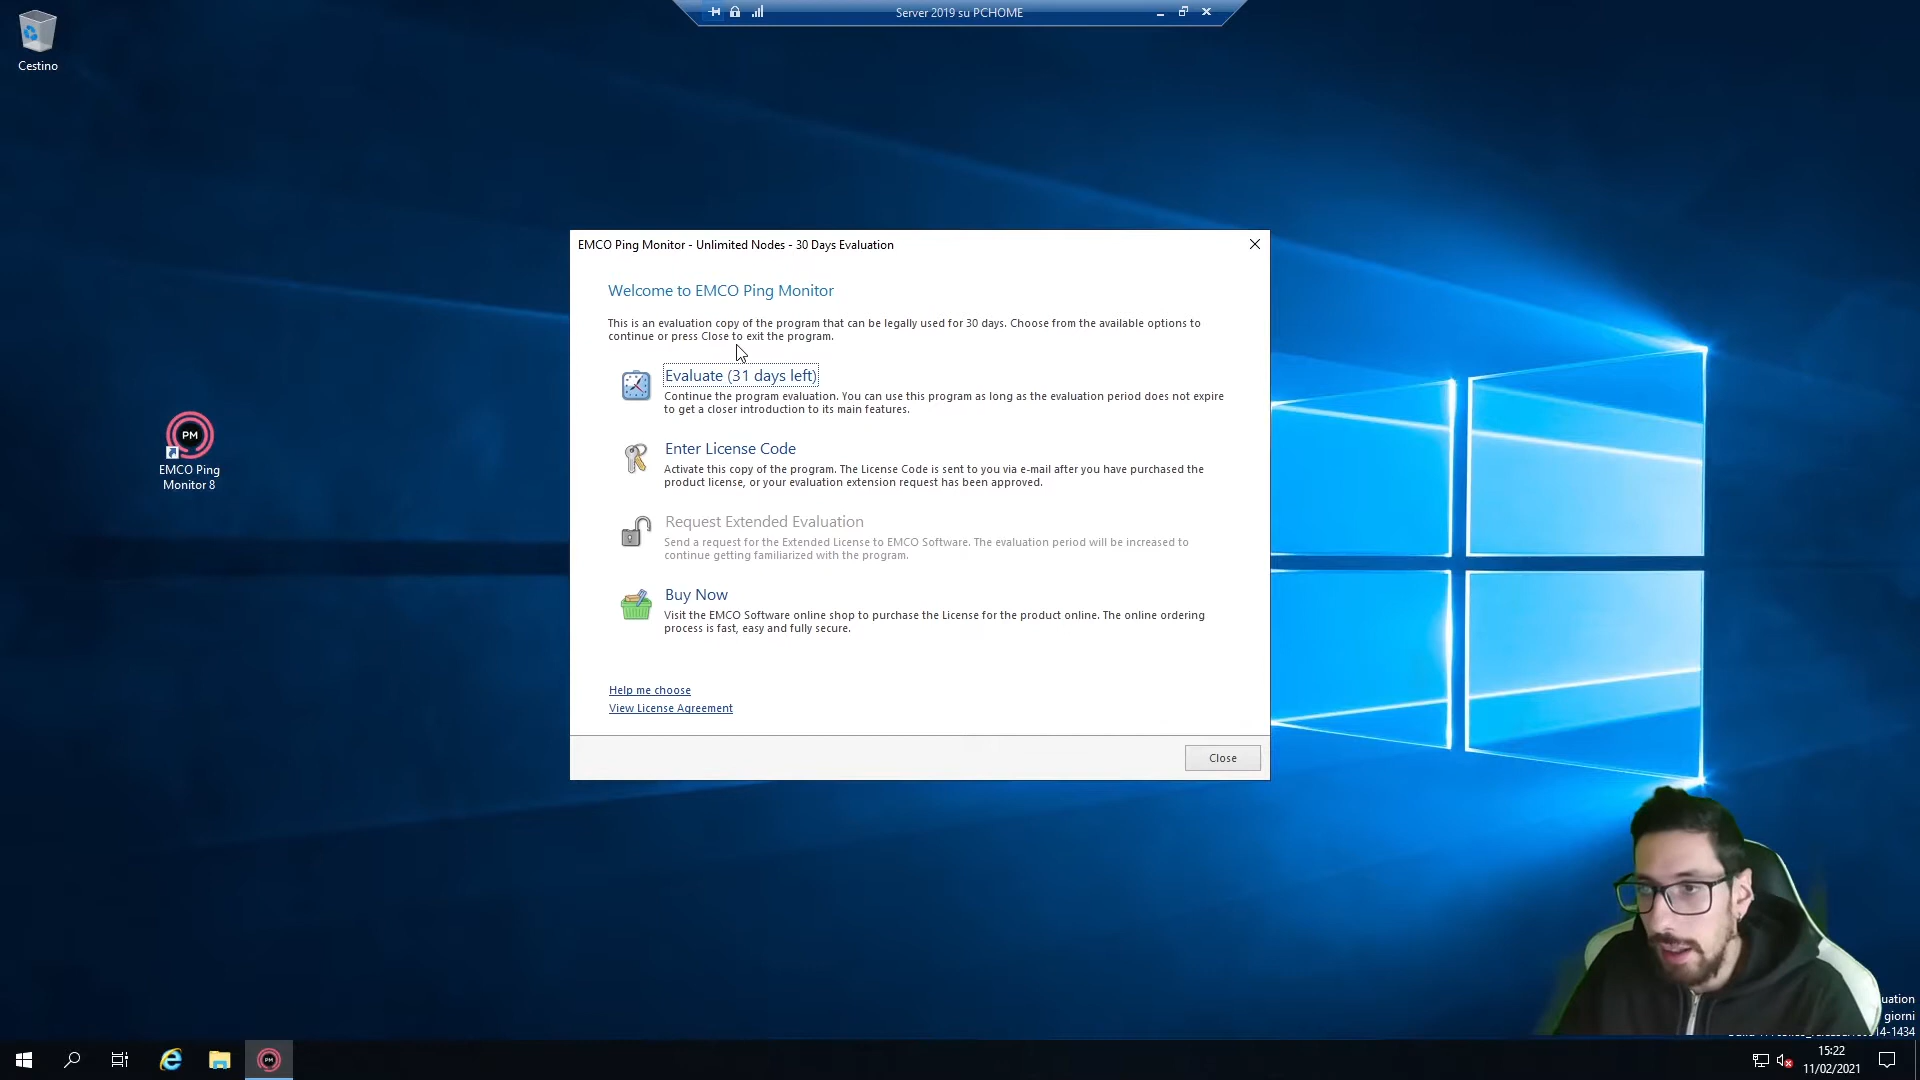 Server 2019 su PCHOME
Cestino
EMCO Ping Monitor - Unlimited Nodes - 30 Days Evaluation
Welcome to EMCO Ping Monitor
This is an evaluation copy of the program that can be legally used for 30 days. Choose from the available options to
continue or press Close to exit the program.
Evaluate (31 days left)
Continue the program evaluation. You can use this program as long as the evaluation period does not expire
to get a closer introduction to its main features.
Enter License Code
Activate this copy of the program. The License Code is sent to you via e-mail after you have purchased the
product license, or your evaluation extension request has been approved.
Request Extended Evaluation
Send a request for the Extended License to EMCO Software. The evaluation period will be increased to
continue getting familiarized with the program.
Buy Now
Visit the EMCO Software online shop to purchase the License for the product online. The online ordering
process is fast, easy and fully secure.
Help me choose
View License Agreement
Close
PM
EMCO Ping
Monitor 8
uation
giorni
14-1434
PM
15:22
11/02/2021